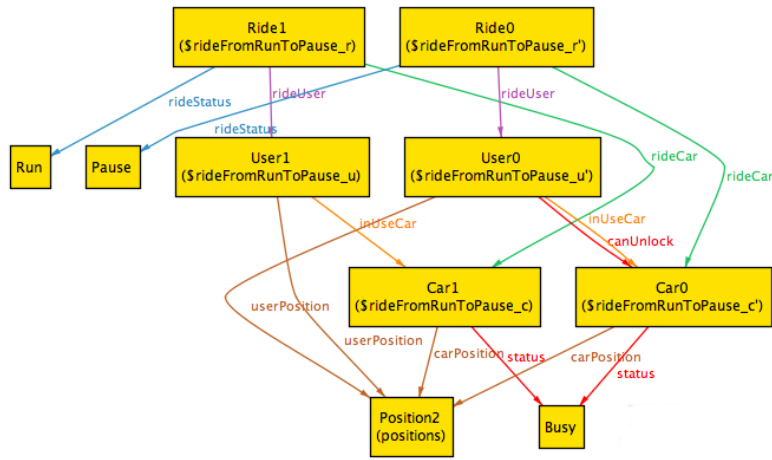 Ride1
($rideFromRunToPause_r)
Ride0
($rideFromRunToPause_r')
rideStatus
rideUser
rideUser
rideStatus
rideCar
rideCar
Run
Pause
User1
($rideFromRunToPause_u)
User0
($rideFromRunToPause_u')
inUseCar
inUseCar
canUnlock
Car1
($rideFromRunToPause_c)
Car0
($rideFromRunToPause_c')
userPosition
userPosition
carPosition
status
carPosition
status
Position2
(positions)
Busy